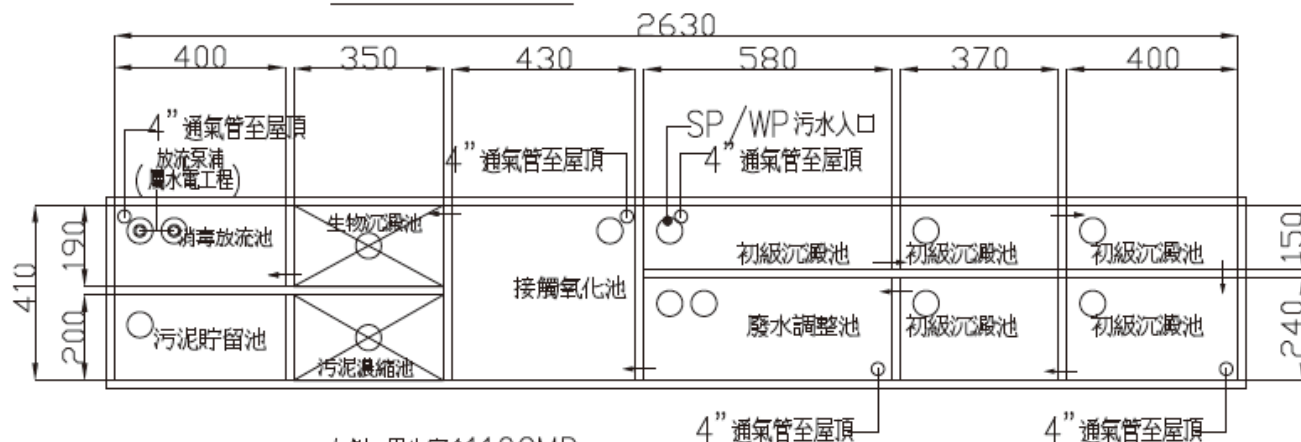 2630
400 350 430 580 370 400
4”通氣管至屋頂
放流泵浦
(屬水電工程)
4”通氣管至屋頂
SP/WP污水入口
4”通氣管至屋頂
410
190
200
消毒放流池
生物沉澱池
接觸氧化池
初級沉澱池
初級沉澱池
初級沉澱池
150
240
污泥貯留池
污泥濃縮池
廢水調整池
初級沉澱池
初級沉澱池
4”通氣管至屋頂
4”通氣管至屋頂